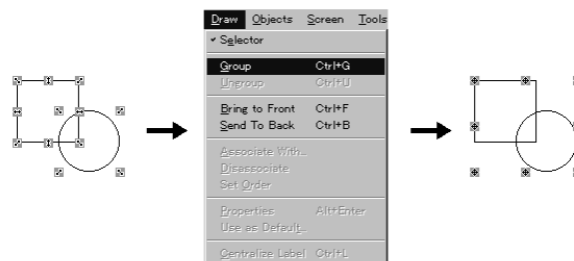 Draw Objects Screen Tools
✓ Selector
Group Ctrl+G
Ungroup Ctrl+U
Bring to Front Ctrl+F
Send To Back Ctrl+B
Associate With...
Disassociate
Set Order
Properties Alt+Enter
Use as Default...
Centralize Label Ctrl+L